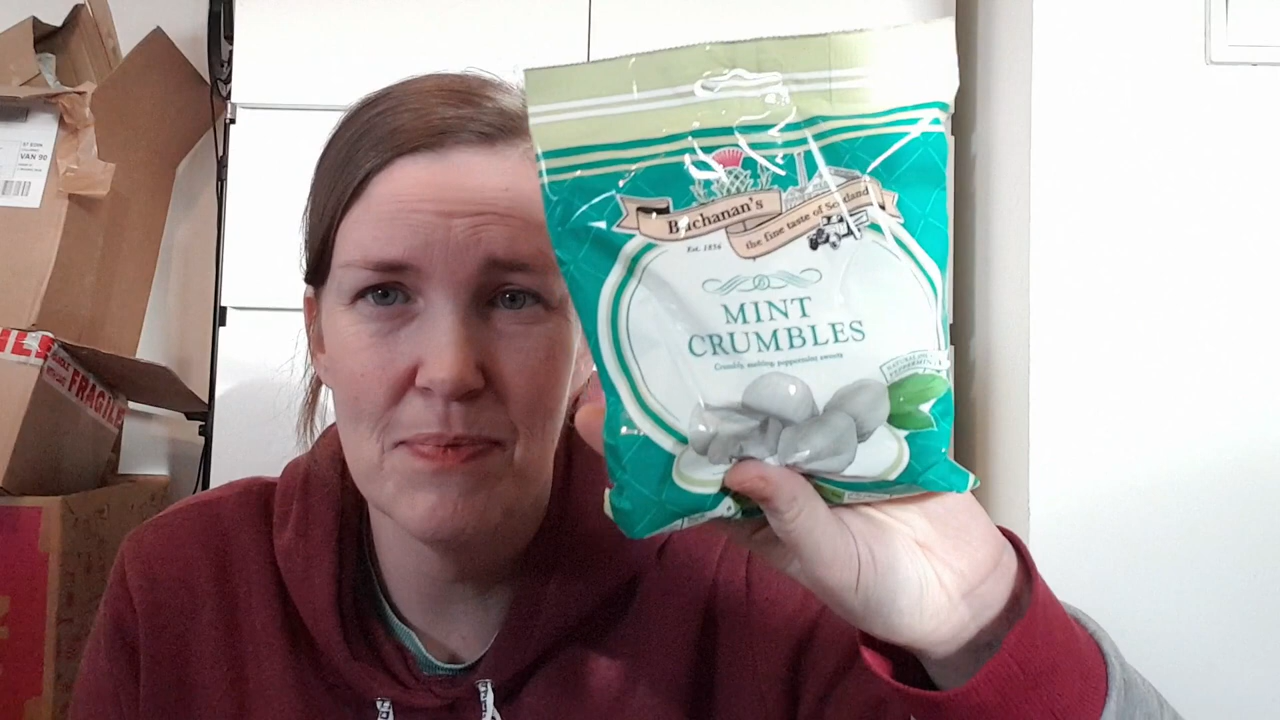 VAN 90
FRAGILE
Buchanan's
the fine taste of Scotland
Est. 1856
MINT
CRUMBLES
Crumbly, melting, peppermint sweets